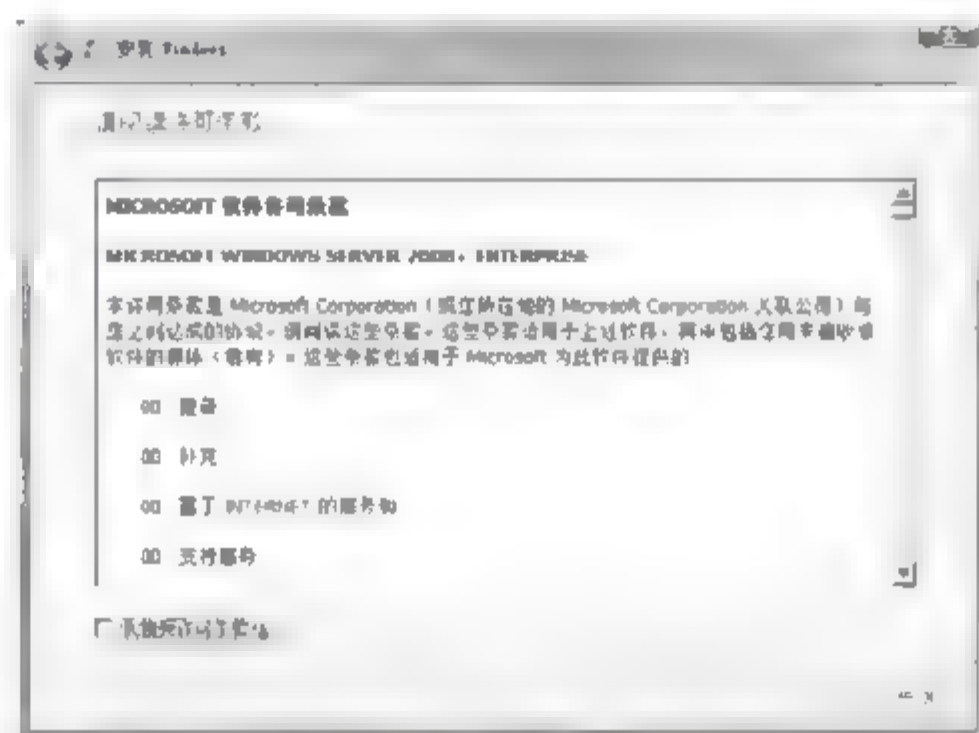 安装 Windows
请阅读许可条款
MICROSOFT 软件许可条款
MICROSOFT WINDOWS SERVER 2008, ENTERPRISE
本许可条款是 Microsoft Corporation（或您所在地的 Microsoft Corporation 关联公司）与
您之间达成的协议。请阅读这些条款。这些条款适用于上述软件，其中包括您用来接收该
软件的媒体（若有）。这些条款也适用于 Microsoft 为此软件提供的
更新
补充
基于 INTERNET 的服务和
支持服务
我接受许可条款